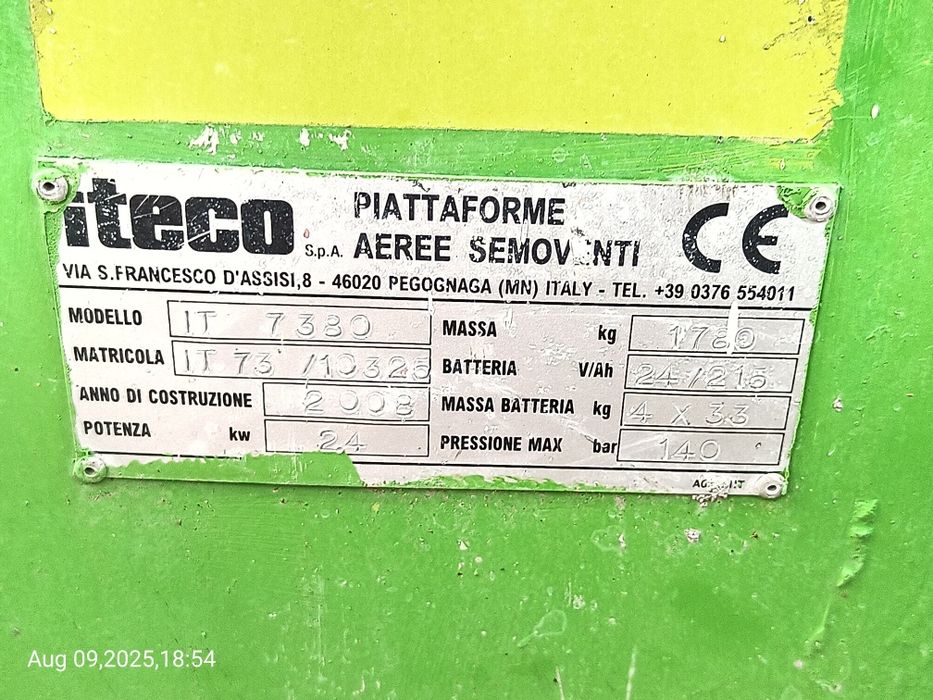 iteco S.p.A. PIATTAFORME
AEREE SEMOVENTI CE
VIA S.FRANCESCO D'ASSISI,8 - 46020 PEGOGNAGA (MN) ITALY - TEL. +39 0376 554011
MODELLO IT 7380
MATRICOLA IT 73 /10325
ANNO DI COSTRUZIONE 2008
POTENZA kw 24
MASSA kg 1780
BATTERIA V/Ah 24/215
MASSA BATTERIA kg 4 X 33
PRESSIONE MAX bar 140
Aug 09,2025,18:54